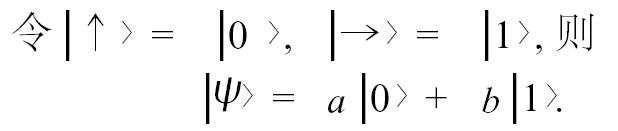 令|↑〉= |0 〉, |→〉= |1〉, 则
|ψ〉= a|0〉+ b|1〉.